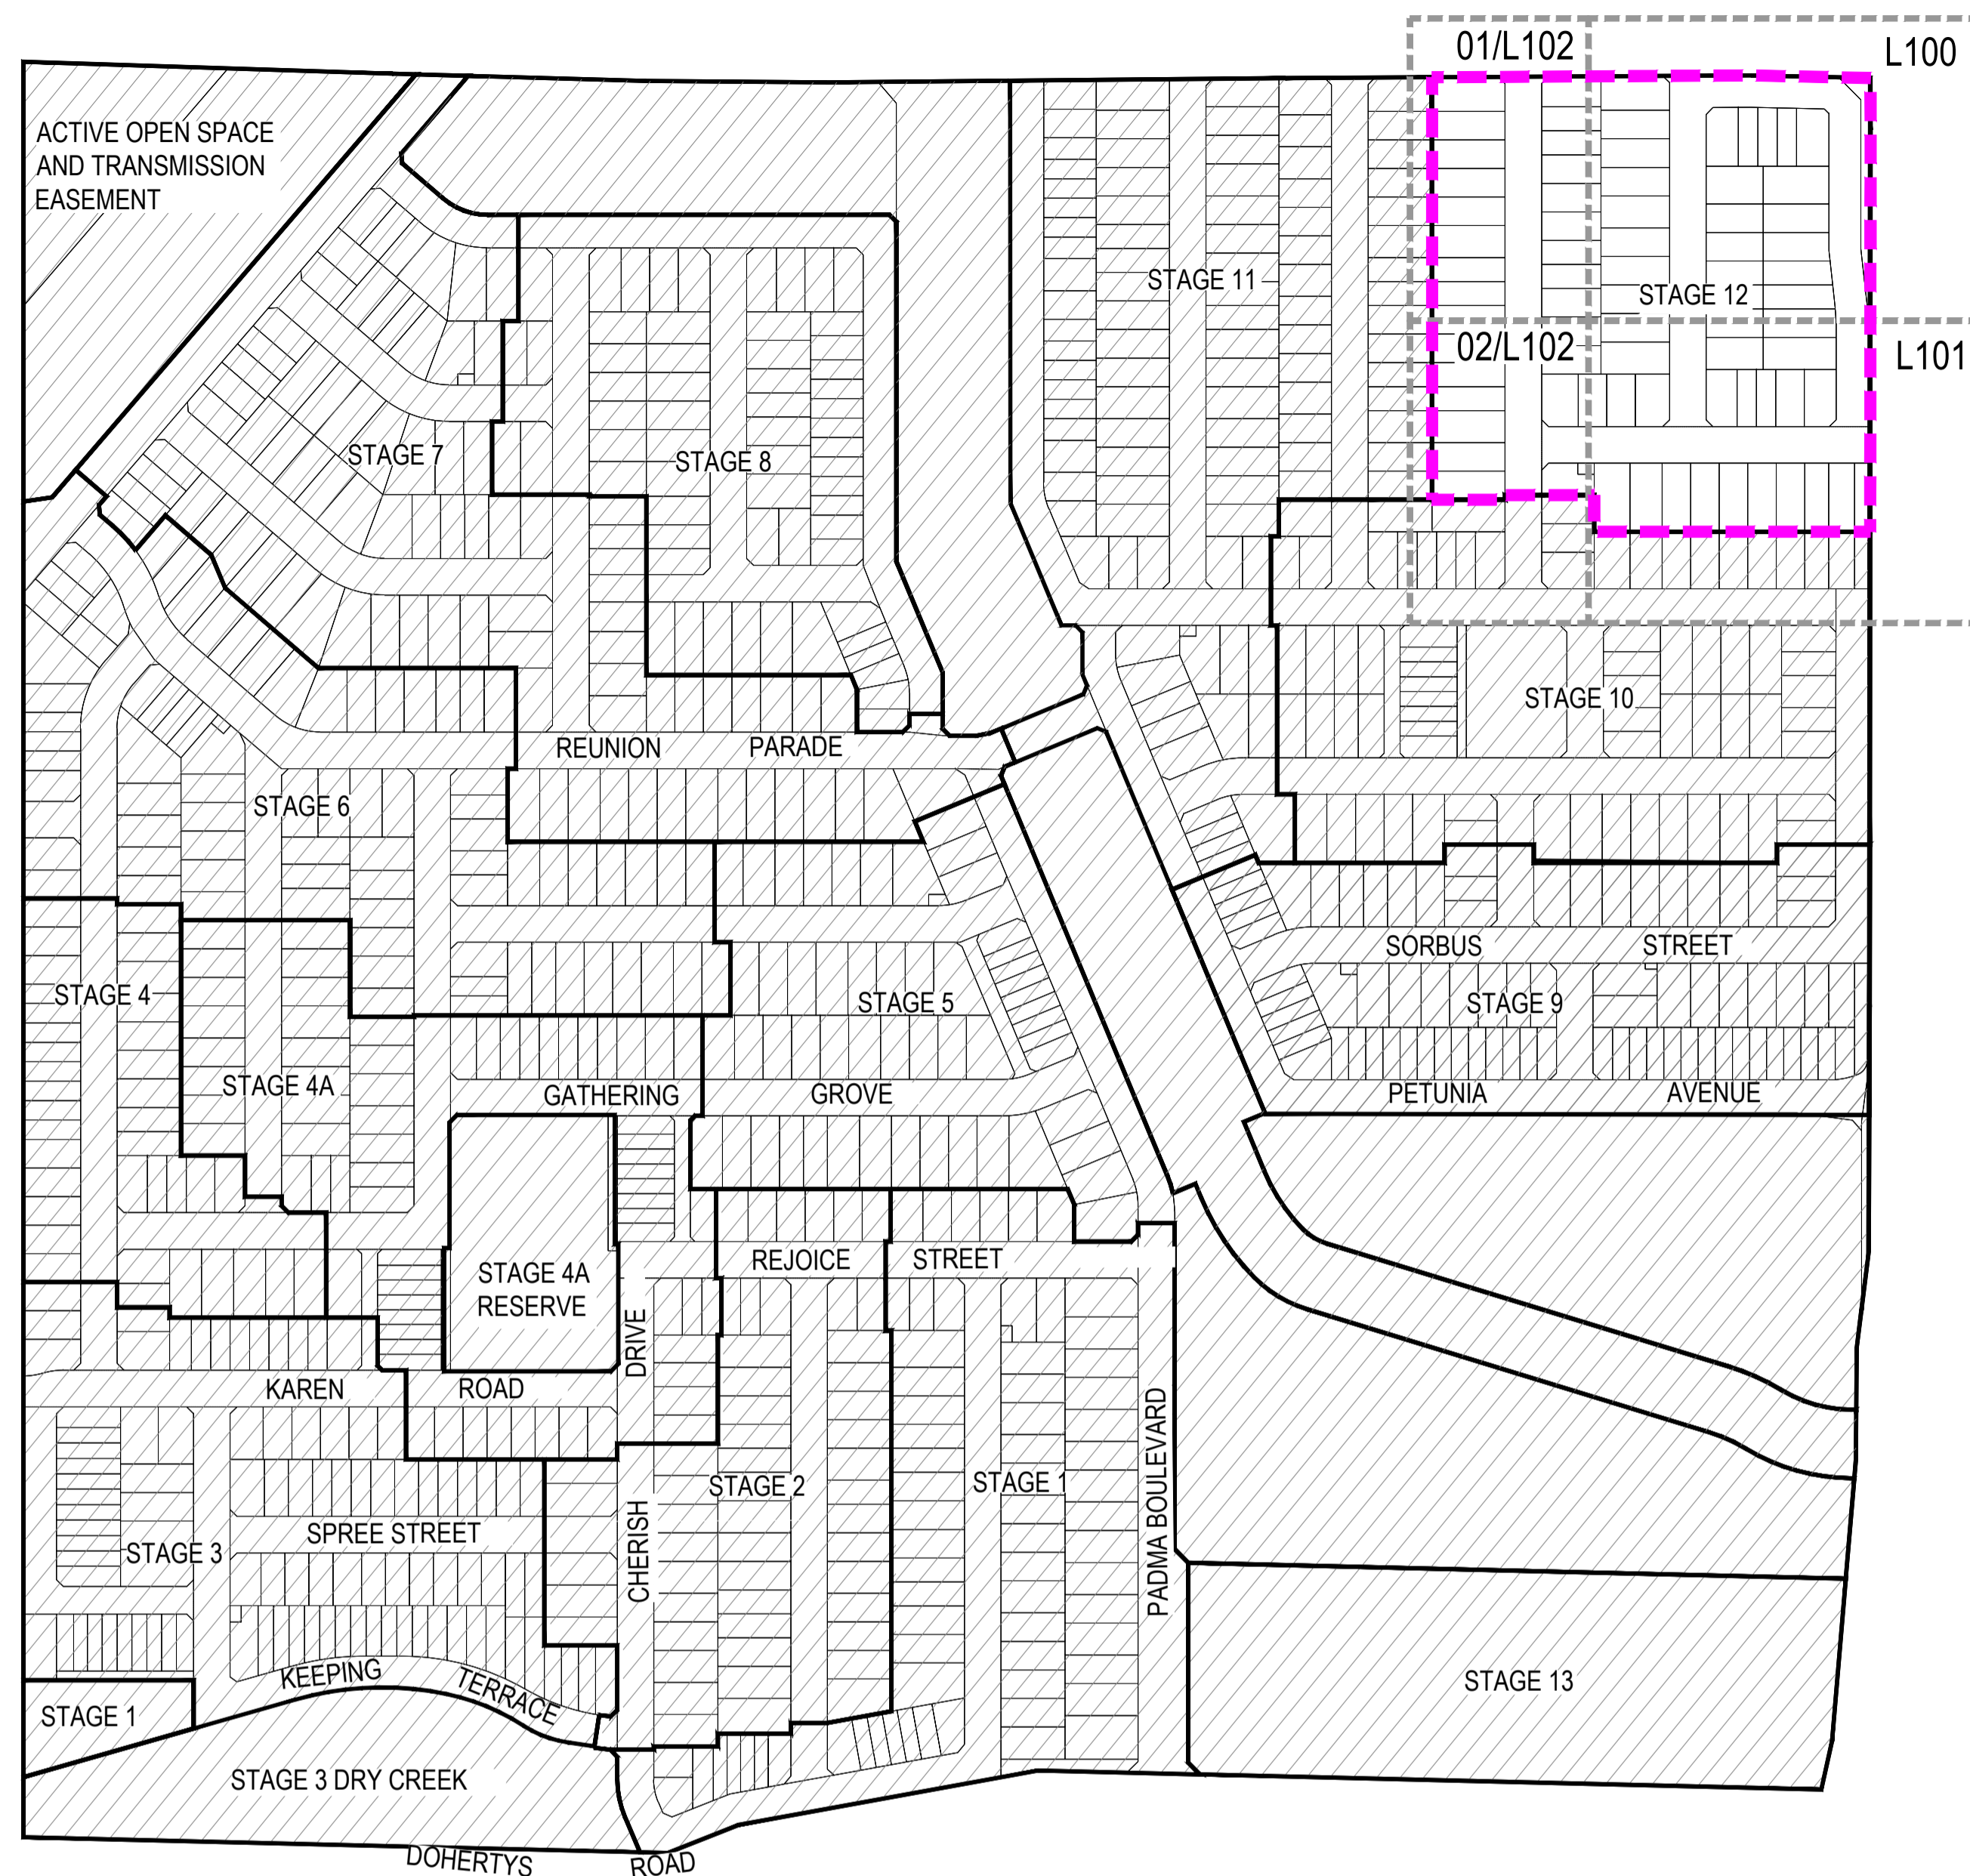 01/L102
L100
ACTIVE OPEN SPACE
AND TRANSMISSION
EASEMENT
STAGE 11
STAGE 12
02/L102
L101
STAGE 7
STAGE 8
STAGE 10
REUNION PARADE
STAGE 6
SORBUS STREET
STAGE 4
STAGE 5
STAGE 9
STAGE 4A
GATHERING GROVE
PETUNIA AVENUE
REJOICE STREET
STAGE 4A
RESERVE
DRIVE
KAREN ROAD
PADMA BOULEVARD
STAGE 2
STAGE 1
CHERISH
SPREE STREET
STAGE 3
KEEPING TERRACE
STAGE 13
STAGE 1
STAGE 3 DRY CREEK
DOHERTYS ROAD